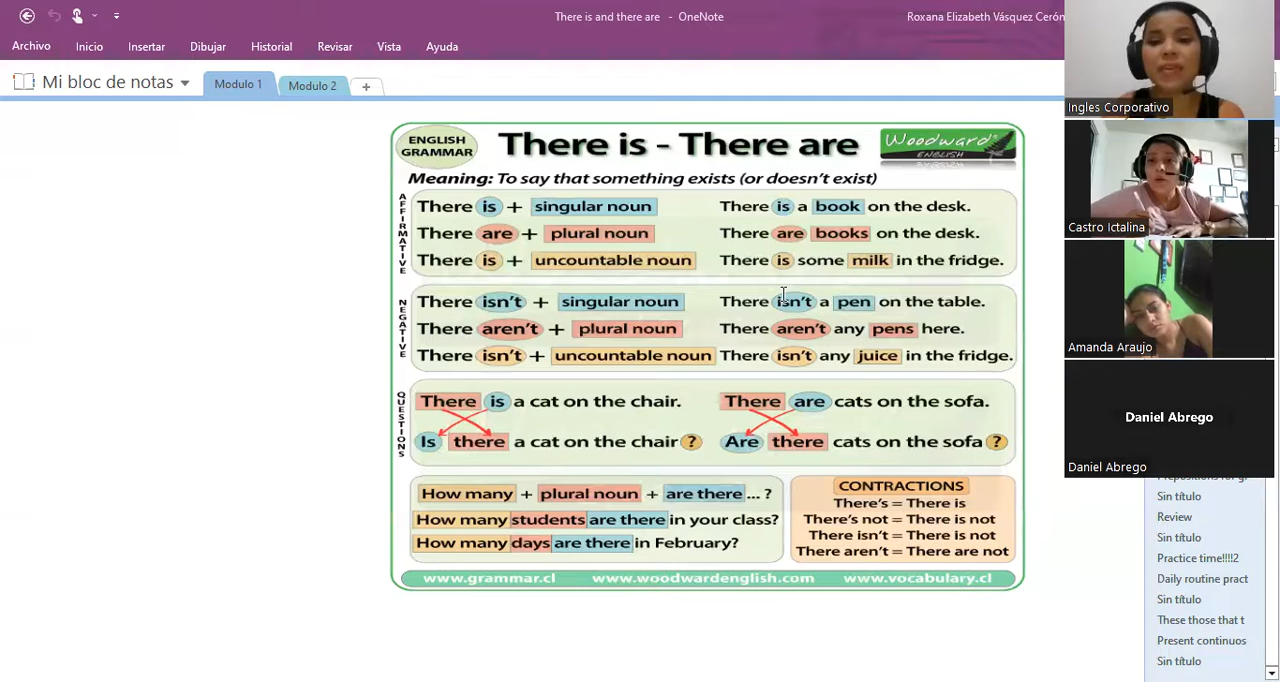 There is and there are - OneNote
Roxana Elizabeth Vásquez Cerón
Archivo Inicio Insertar Dibujar Historial Revisar Vista Ayuda
Mi bloc de notas Modulo 1 Modulo 2 +
ENGLISH GRAMMAR
There is - There are
Woodward ENGLISH
Meaning: To say that something exists (or doesn't exist)
AFFIRMATIVE
There is + singular noun There is a book on the desk.
There are + plural noun There are books on the desk.
There is + uncountable noun There is some milk in the fridge.
NEGATIVE
There isn't + singular noun There isn't a pen on the table.
There aren't + plural noun There aren't any pens here.
There isn't + uncountable noun There isn't any juice in the fridge.
QUESTIONS
There is a cat on the chair. There are cats on the sofa.
Is there a cat on the chair ? Are there cats on the sofa ?
How many + plural noun + are there ... ?
How many students are there in your class?
How many days are there in February?
CONTRACTIONS
There's = There is
There's not = There is not
There isn't = There is not
There aren't = There are not
www.grammar.cl www.woodwardenglish.com www.vocabulary.cl
Ingles Corporativo
Castro Ictalina
Amanda Araujo
Daniel Abrego
Daniel Abrego
Sin título
Review
Sin título
Practice time!!!!2
Daily routine pract
Sin título
These those that t
Present continuos
Sin título